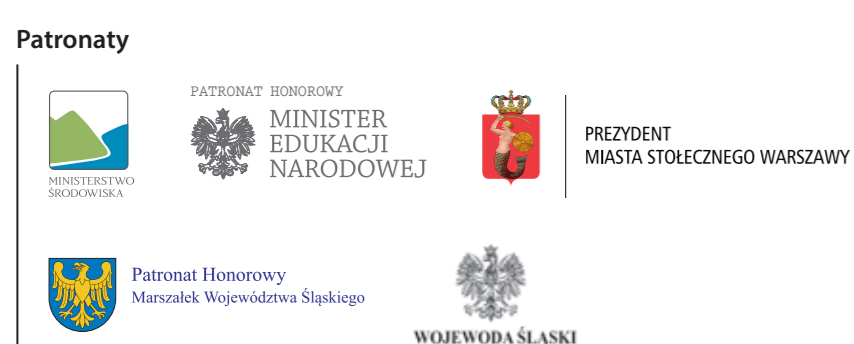 Patronaty
MINISTERSTWO
ŚRODOWISKA
PATRONAT HONOROWY
MINISTER
EDUKACJI
NARODOWEJ
PREZYDENT
MIASTA STOŁECZNEGO WARSZAWY
Patronat Honorowy
Marszałek Województwa Śląskiego
WOJEWODA ŚLĄSKI